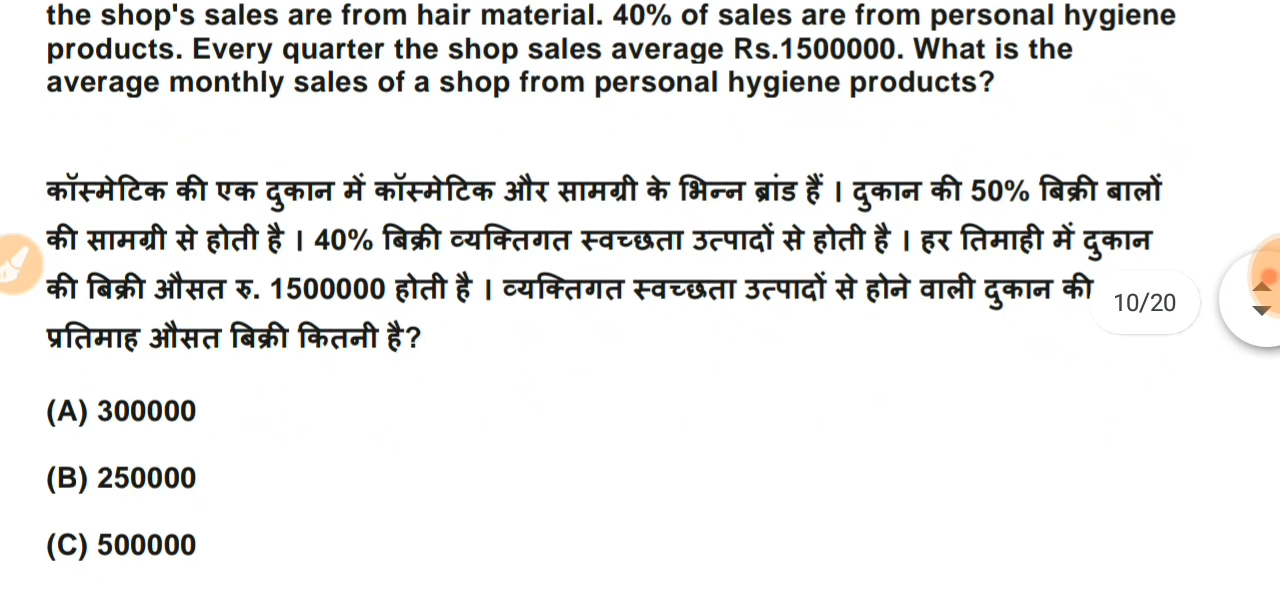 the shop's sales are from hair material. 40% of sales are from personal hygiene
products. Every quarter the shop sales average Rs.1500000. What is the
average monthly sales of a shop from personal hygiene products?
कॉस्मेटिक की एक दुकान में कॉस्मेटिक और सामग्री के भिन्न ब्रांड हैं । दुकान की 50% बिक्री बालों
की सामग्री से होती है । 40% बिक्री व्यक्तिगत स्वच्छता उत्पादों से होती है । हर तिमाही में दुकान
की बिक्री औसत रु. 1500000 होती है । व्यक्तिगत स्वच्छता उत्पादों से होने वाली दुकान की
10/20
प्रतिमाह औसत बिक्री कितनी है?
(A) 300000
(B) 250000
(C) 500000